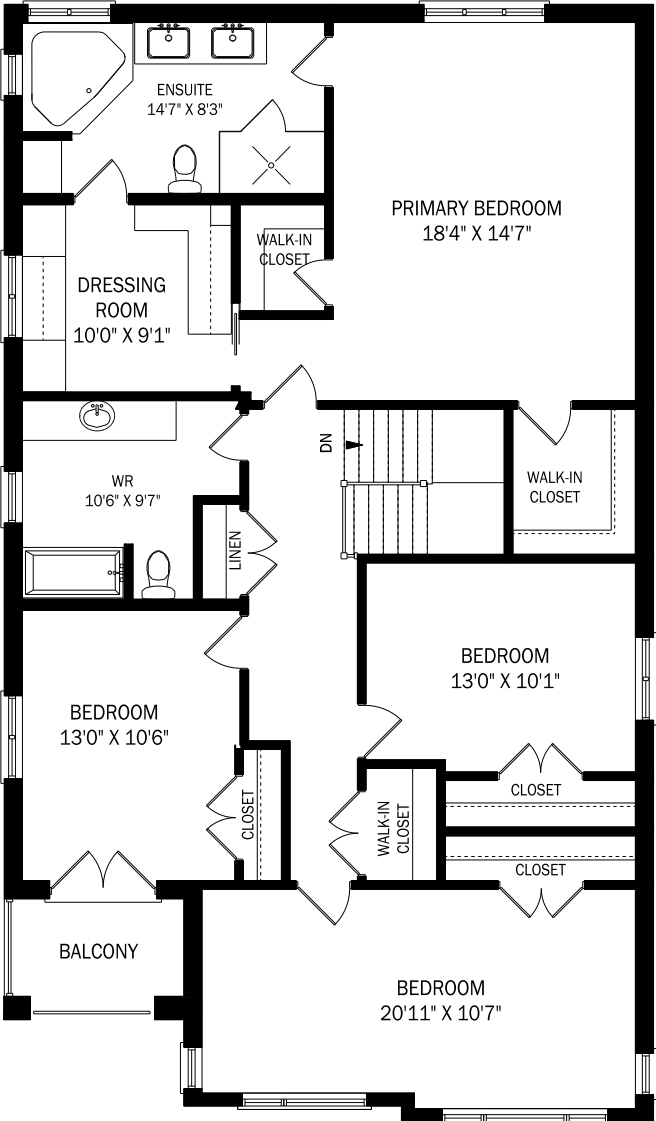 ENSUITE
14'7" X 8'3"
PRIMARY BEDROOM
18'4" X 14'7"
WALK-IN
CLOSET
DRESSING
ROOM
10'0" X 9'1"
DN
WR
10'6" X 9'7"
WALK-IN
CLOSET
LINEN
BEDROOM
13'0" X 10'1"
BEDROOM
13'0" X 10'6"
CLOSET
CLOSET
WALK-IN
CLOSET
CLOSET
BALCONY
BEDROOM
20'11" X 10'7"